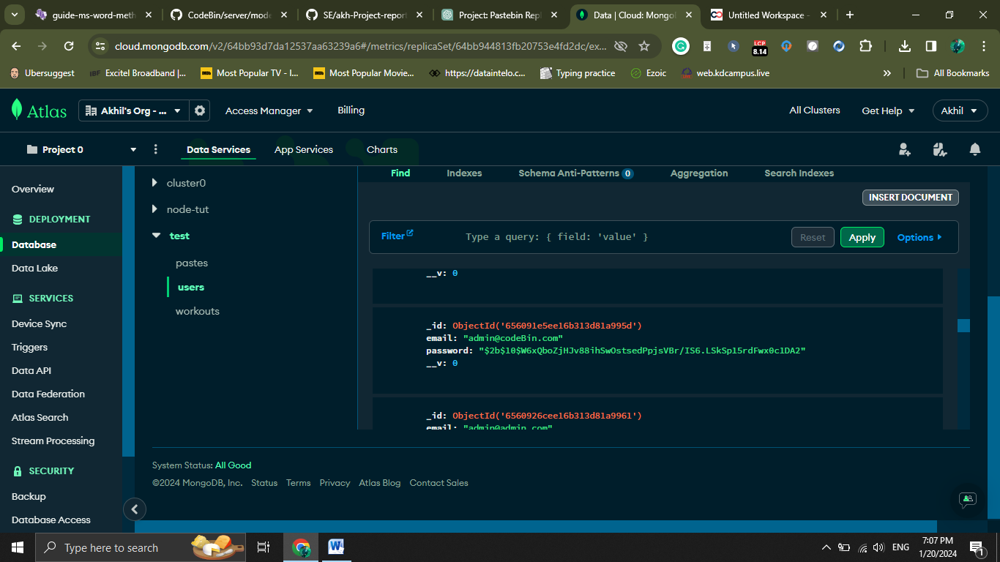 guide-ms-word-meth
CodeBin/server/mode
SE/akh-Project-report
Project: Pastebin Repl
Data | Cloud: Mongo
Untitled Workspace -
cloud.mongodb.com/v2/64bb93d7da12537aa63239a6#/metrics/replicaSet/64bb944813fb20753e4fd2dc/ex...
LCP
8.14
Ubersuggest
IBF Excitel Broadband |...
Most Popular TV - I...
Most Popular Movie...
https://dataintelo.c...
Typing practice
Ezoic
web.kdcampus.live
»
All Bookmarks
Atlas
Akhil's Org - ...
Access Manager
Billing
All Clusters
Get Help
Akhil
Project 0
Data Services
App Services
Charts
Overview
DEPLOYMENT
Database
Data Lake
SERVICES
Device Sync
Triggers
Data API
Data Federation
Atlas Search
Stream Processing
SECURITY
Backup
Database Access
cluster0
node-tut
test
pastes
users
workouts
Find
Indexes
Schema Anti-Patterns 0
Aggregation
Search Indexes
INSERT DOCUMENT
Filter
Type a query: { field: 'value' }
Reset
Apply
Options
__v: 0
_id: ObjectId('656091e5ee16b313d81a995d')
email: "admin@codeBin.com"
password: "$2b$10$W6xQboZjHJv88ihSwOstsedPpjsVBr/IS6.LSkSp15rdFwx0c1DA2"
__v: 0
_id: ObjectId('6560926cee16b313d81a9961')
email: "admin@admin.com"
System Status: All Good
©2024 MongoDB, Inc.
Status
Terms
Privacy
Atlas Blog
Contact Sales
Type here to search
ENG
7:07 PM
1/20/2024
1